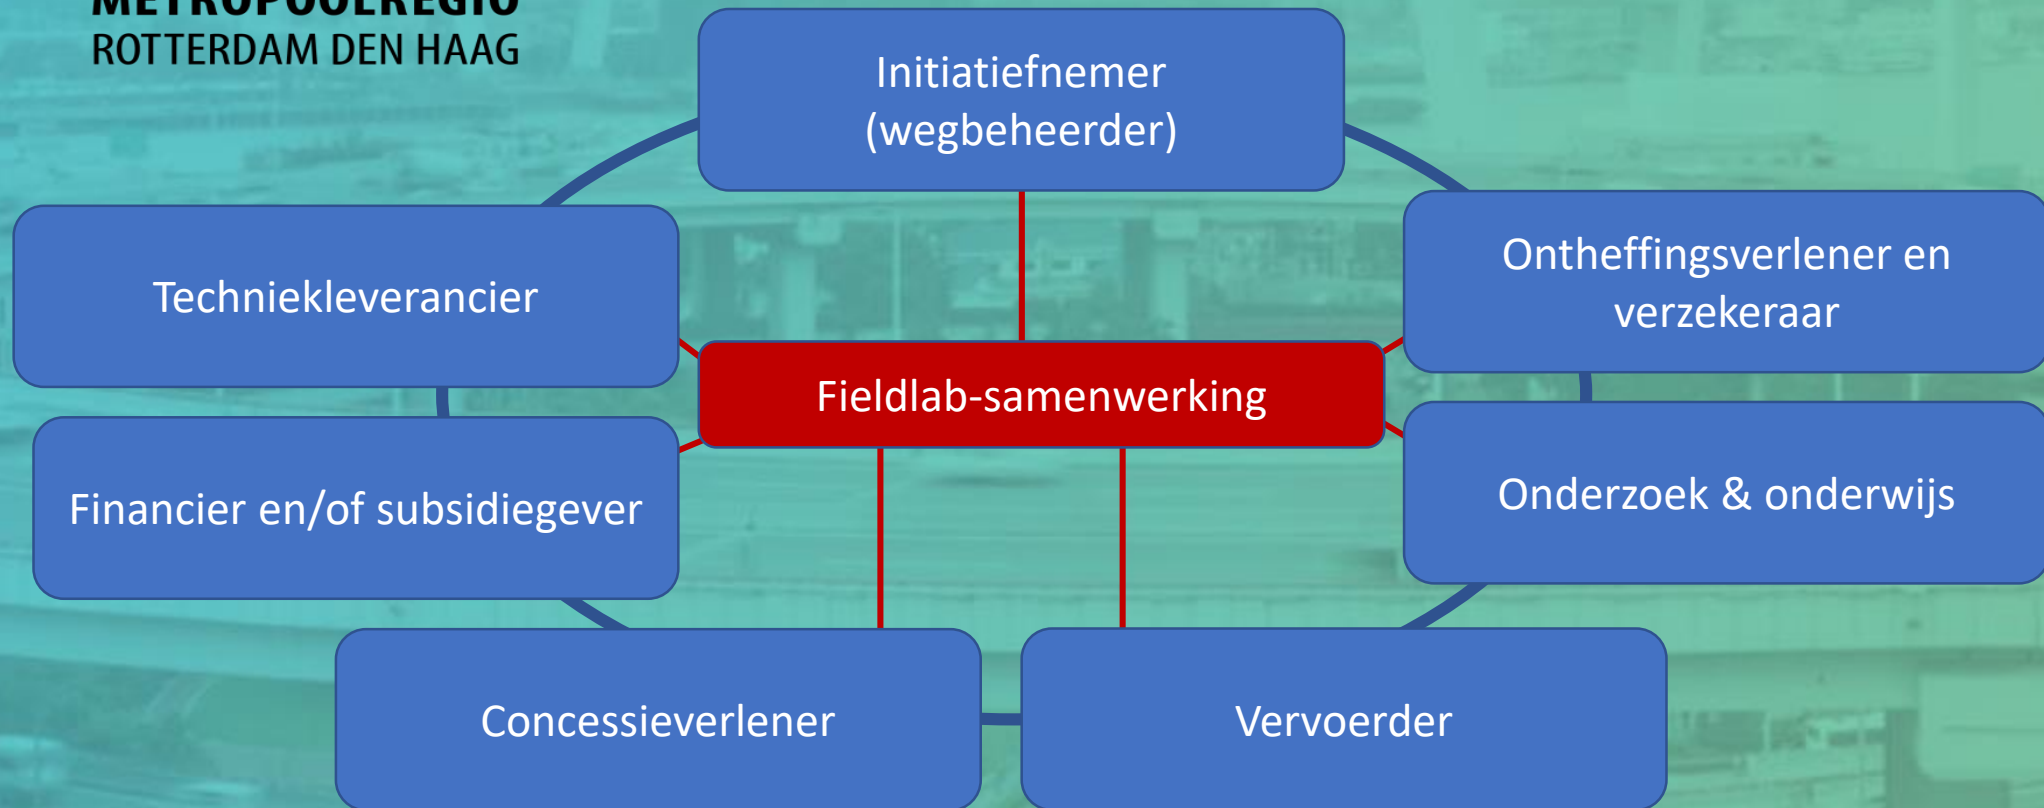 METROPOOLREGIO
ROTTERDAM DEN HAAG
Initiatiefnemer
(wegbeheerder)
Ontheffingsverlener en
verzekeraar
Techniekleverancier
Fieldlab-samenwerking
Onderzoek & onderwijs
Financier en/of subsidiegever
Concessieverlener
Vervoerder